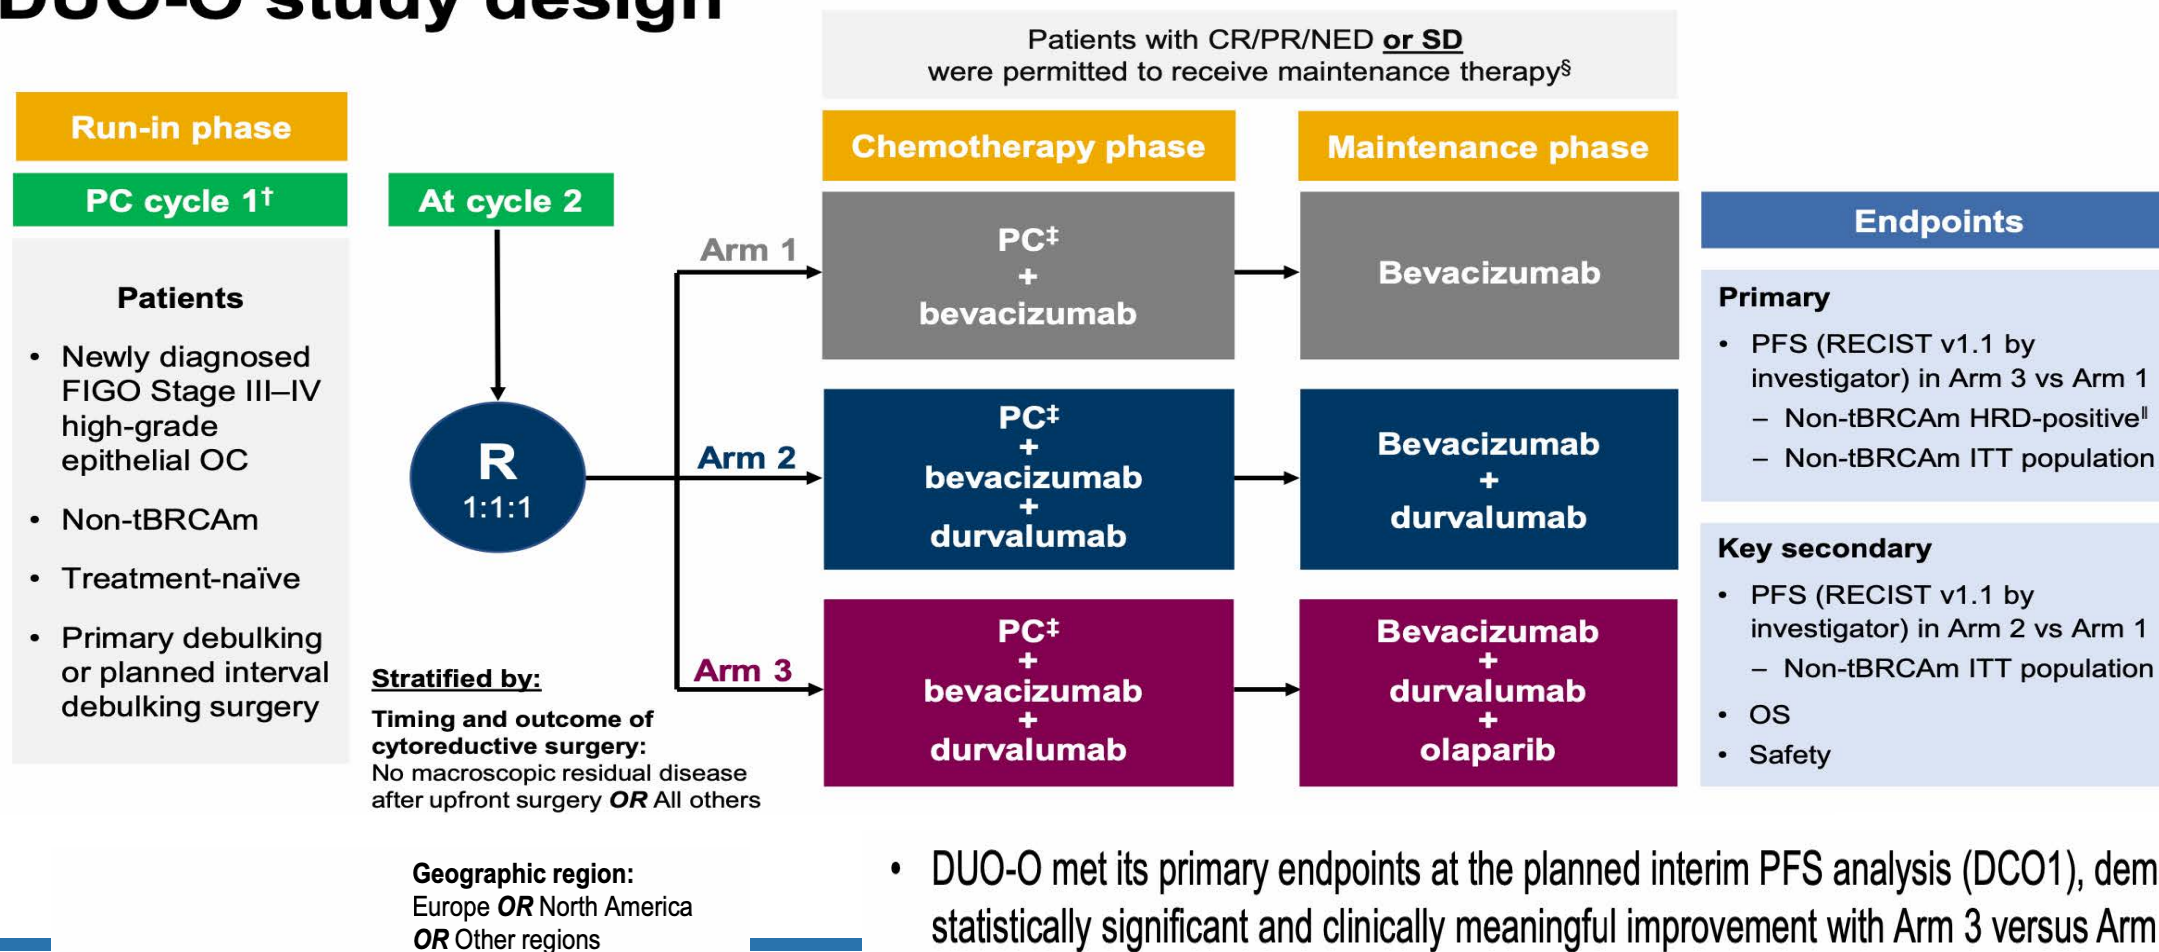 DUO-O study design
Patients with CR/PR/NED or SD
were permitted to receive maintenance therapy§
Run-in phase
PC cycle 1†
Patients
• Newly diagnosed
FIGO Stage III–IV
high-grade
epithelial OC
• Non-tBRCAm
• Treatment-naïve
• Primary debulking
or planned interval
debulking surgery
At cycle 2
R
1:1:1
Stratified by:
Timing and outcome of
cytoreductive surgery:
No macroscopic residual disease
after upfront surgery OR All others
Geographic region:
Europe OR North America
OR Other regions
Chemotherapy phase
Maintenance phase
Arm 1
PC‡
+
bevacizumab
Bevacizumab
Arm 2
PC‡
+
bevacizumab
+
durvalumab
Bevacizumab
+
durvalumab
Arm 3
PC‡
+
bevacizumab
+
durvalumab
Bevacizumab
+
durvalumab
+
olaparib
Endpoints
Primary
• PFS (RECIST v1.1 by
investigator) in Arm 3 vs Arm 1
– Non-tBRCAm HRD-positive‖
– Non-tBRCAm ITT population
Key secondary
• PFS (RECIST v1.1 by
investigator) in Arm 2 vs Arm 1
– Non-tBRCAm ITT population
• OS
• Safety
• DUO-O met its primary endpoints at the planned interim PFS analysis (DCO1), dem
statistically significant and clinically meaningful improvement with Arm 3 versus Arm